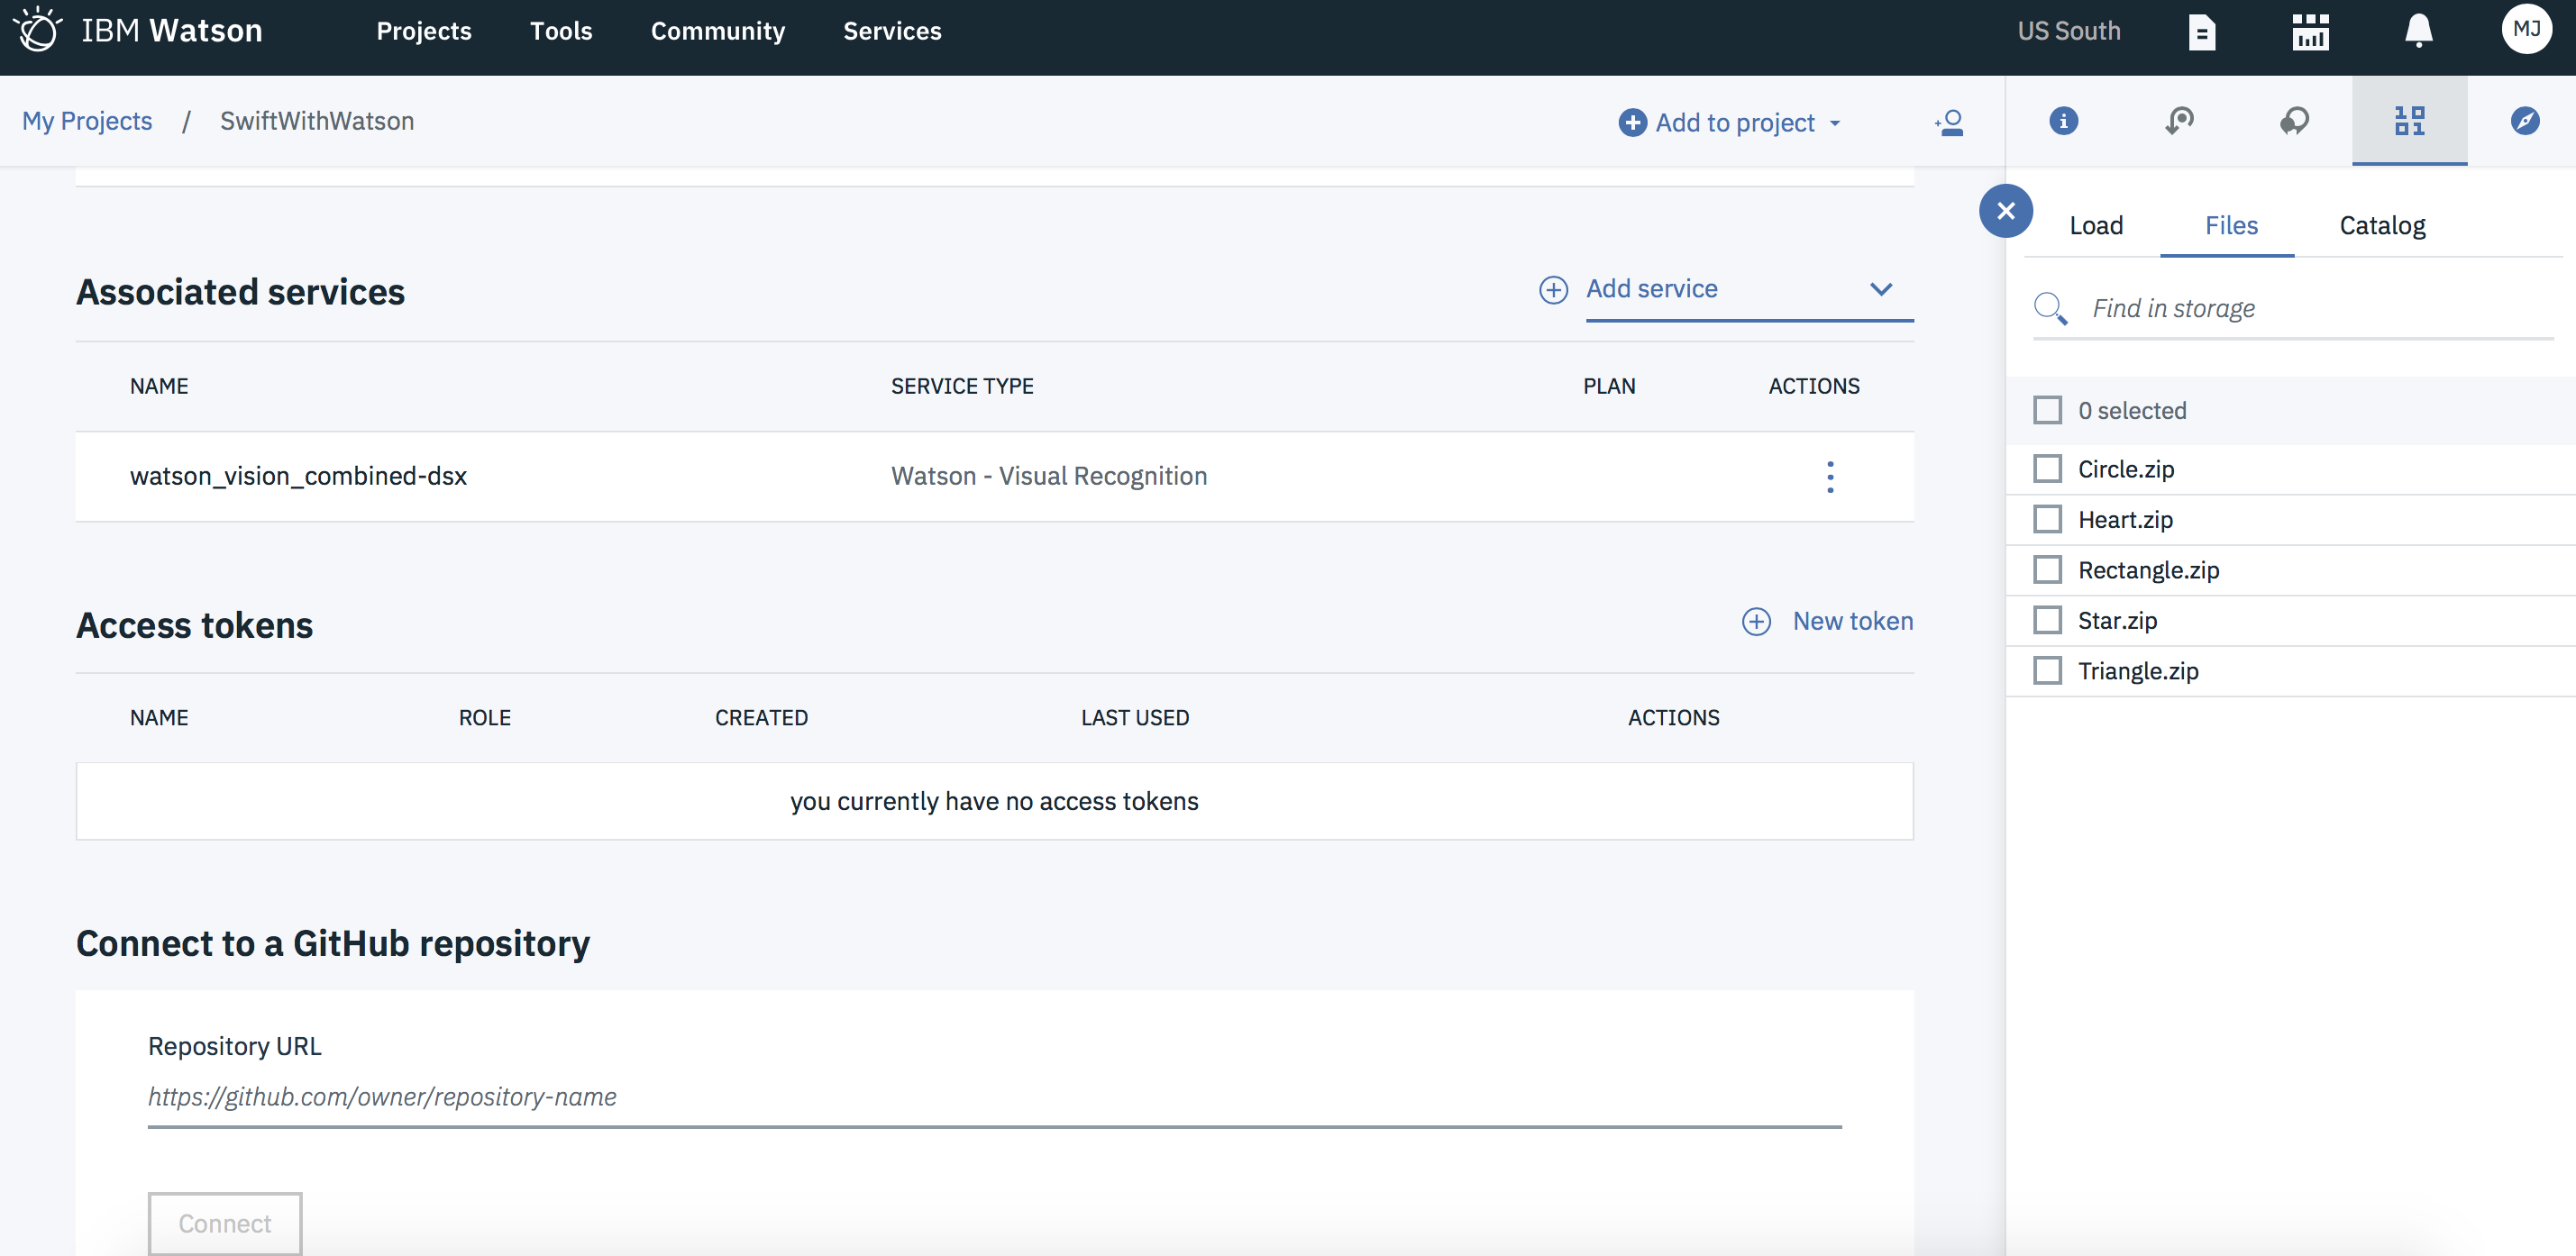 IBM Watson Projects Tools Community Services US South MJ
My Projects / SwiftWithWatson Add to project
Load Files Catalog
Find in storage
0 selected
Circle.zip
Heart.zip
Rectangle.zip
Star.zip
Triangle.zip
Associated services Add service
NAME SERVICE TYPE PLAN ACTIONS
watson_vision_combined-dsx Watson - Visual Recognition
Access tokens New token
NAME ROLE CREATED LAST USED ACTIONS
you currently have no access tokens
Connect to a GitHub repository
Repository URL
https://github.com/owner/repository-name
Connect